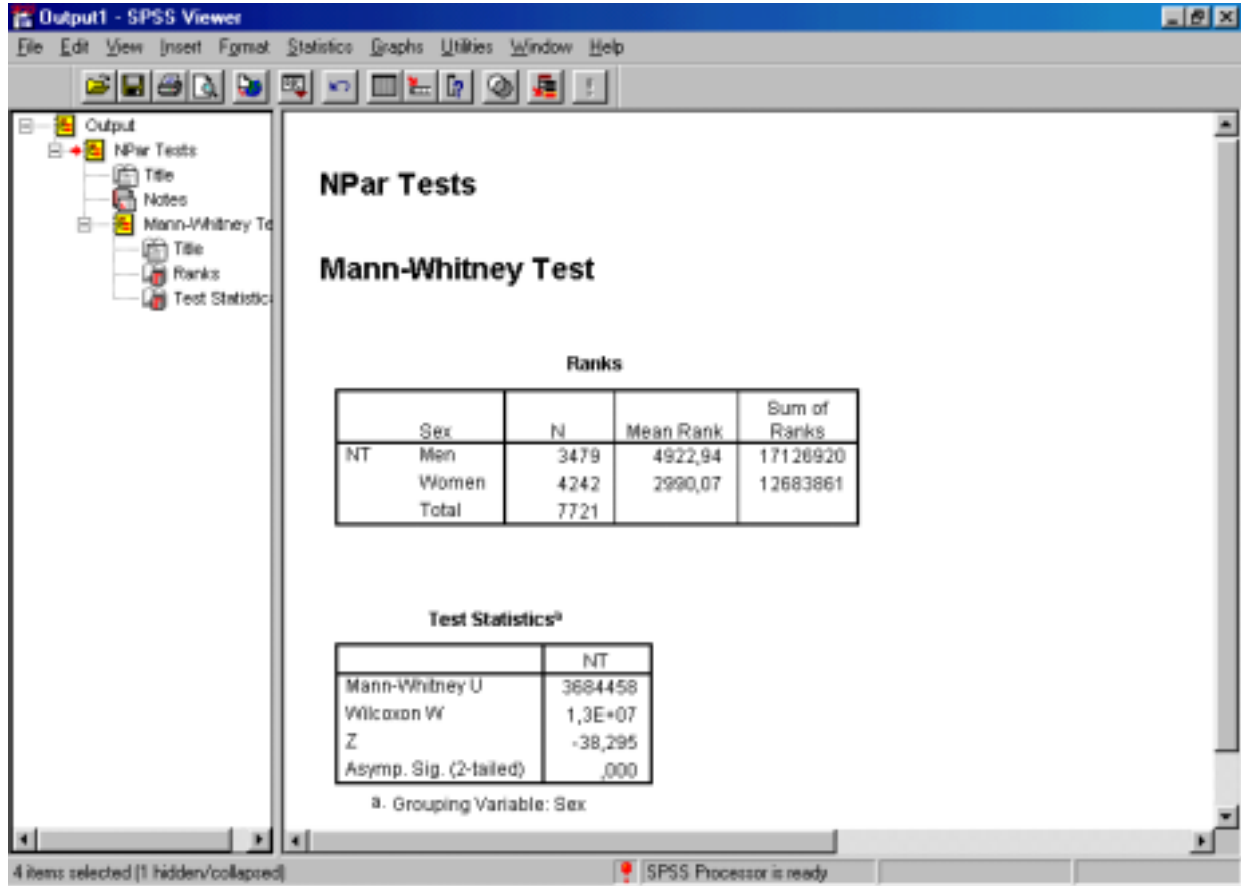 Output1 - SPSS Viewer
File Edit View Insert Format Statistics Graphs Utilities Window Help
Output
NPar Tests
Title
Notes
Mann-Whitney Te
Title
Ranks
Test Statistic
NPar Tests
Mann-Whitney Test
Ranks
Sex N Mean Rank Sum of Ranks
NT Men 3479 4922,94 17126920
Women 4242 2990,07 12683861
Total 7721
Test Statisticsa
NT
Mann-Whitney U 3684458
Wilcoxon W 1,3E+07
Z -38,295
Asymp. Sig. (2-tailed) ,000
a. Grouping Variable: Sex
4 items selected (1 hidden/collapsed)
SPSS Processor is ready